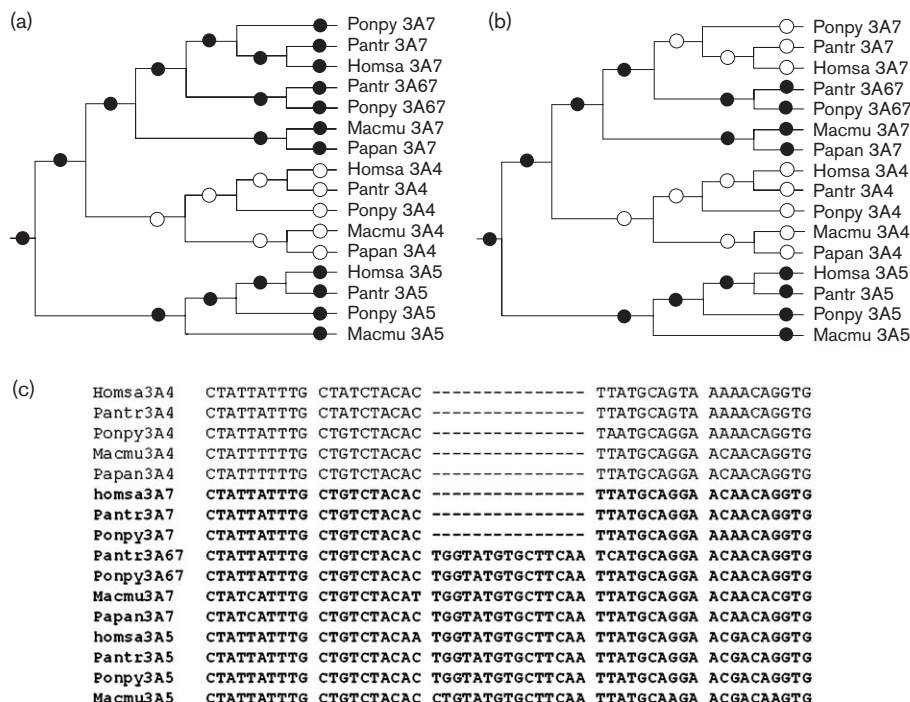 (a)
Ponpy 3A7
Pantr 3A7
Homsa 3A7
Pantr 3A67
Ponpy 3A67
Macmu 3A7
Papan 3A7
Homsa 3A4
Pantr 3A4
Ponpy 3A4
Macmu 3A4
Papan 3A4
Homsa 3A5
Pantr 3A5
Ponpy 3A5
Macmu 3A5
(b)
Ponpy 3A7
Pantr 3A7
Homsa 3A7
Pantr 3A67
Ponpy 3A67
Macmu 3A7
Papan 3A7
Homsa 3A4
Pantr 3A4
Ponpy 3A4
Macmu 3A4
Papan 3A4
Homsa 3A5
Pantr 3A5
Ponpy 3A5
Macmu 3A5
(c)
Homsa3A4 CTATTATTTG CTATCTACAC --------------- TTATGCAGTA AAAACAGGTG
Pantr3A4 CTATTATTTG CTGTCTACAC --------------- TTATGCAGGA AAAACAGGTG
Ponpy3A4 CTATTATTTG CTGTCTACAC --------------- TAATGCAGGA AAAACAGGTG
Macmu3A4 CTATTTTTTG CTGTCTACAC --------------- TTATGCAGGA ACAACAGGTG
Papan3A4 CTATTTTTTG CTGTCTACAC --------------- TTATGCAGGA ACAACAGGTG
homsa3A7 CTATTATTTG CTGTCTACAC --------------- TTATGCAGGA ACAACAGGTG
Pantr3A7 CTATTATTTG CTGTCTACAC --------------- TTATGCAGGA ACAACAGGTG
Ponpy3A7 CTATTATTTG CTGTCTACAC --------------- TTATGCAGGA AAAACAGGTG
Pantr3A67 CTATTATTTG CTGTCTACAC TGGTATGTGCTTCAA TCATGCAGGA ACAACAGGTG
Ponpy3A67 CTATTATTTG CTGTCTACAC TGGTATGTGCTTCAA TTATGCAGGA ACAACAGGTG
Macmu3A7 CTATCATTTG CTGTCTACAT TGGTATGTGCTTCAA TTATGCAGGA ACAACACGTG
Papan3A7 CTATCATTTG CTGTCTACAC TGGTATGTGCTTCAA TTATGCAGGA ACAACAGGTG
homsa3A5 CTATTATTTG CTGTCTACAA TGGTATGTGCTTCAA TTATGCAGGA ACGACAGGTG
Pantr3A5 CTATTATTTG CTGTCTACAC TGGTATGTGCTTCAA TTATGCAGGA ACGACAGGTG
Ponpy3A5 CTATTATTTG CTGTCTACAC TGGTATGTGCTTCAA TTATGCAGGA ACGACAGGTG
Macmu3A5 CTATTATTTG CTGTCTACAC CTGTATGTGCTTCAA TTATGCAAGA ACGACAAGTG